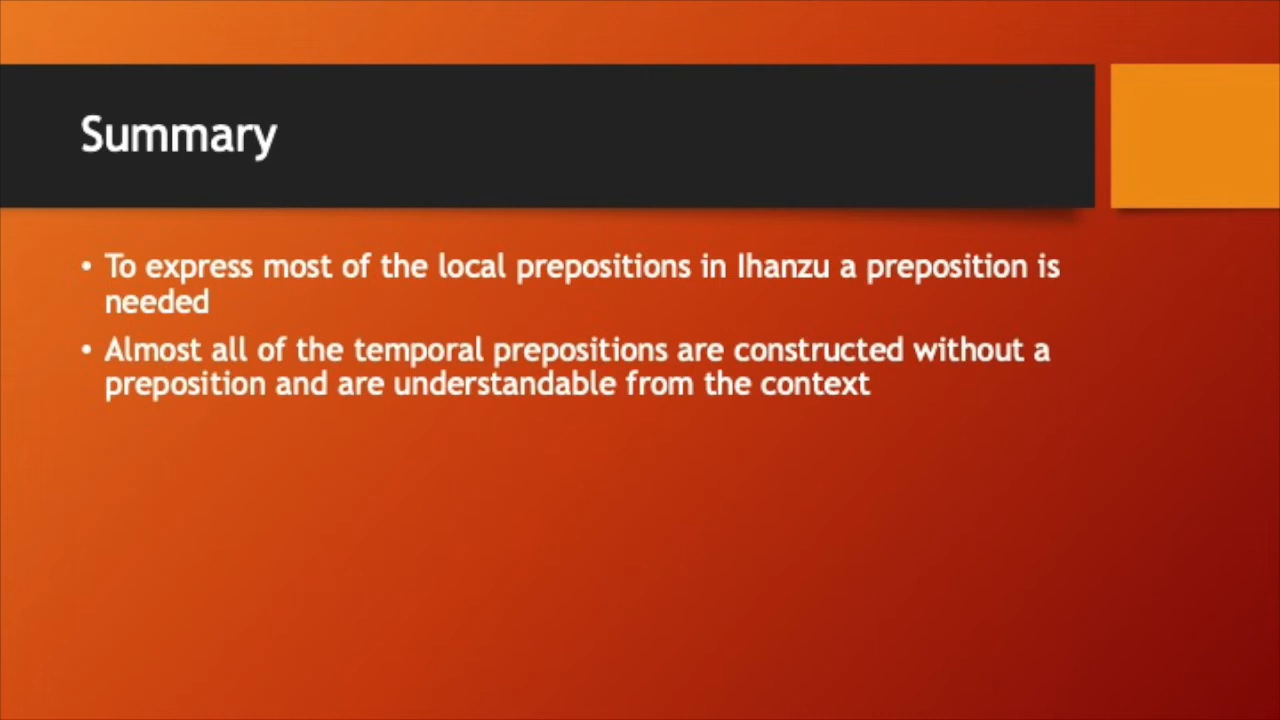 Summary
• To express most of the local prepositions in Ihanzu a preposition is
needed
• Almost all of the temporal prepositions are constructed without a
preposition and are understandable from the context